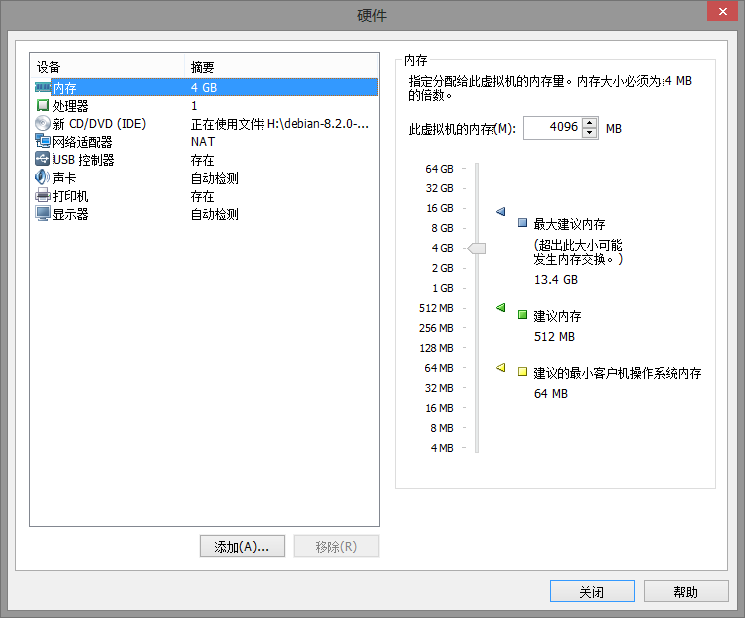 硬件
设备 摘要
内存 4 GB
处理器 1
新 CD/DVD (IDE) 正在使用文件 H:\debian-8.2.0-...
网络适配器 NAT
USB 控制器 存在
声卡 自动检测
打印机 存在
显示器 自动检测
添加(A)... 移除(R)
内存
指定分配给此虚拟机的内存量。内存大小必须为 4 MB
的倍数。
此虚拟机的内存(M): 4096 MB
64 GB
32 GB
16 GB
8 GB
4 GB
2 GB
1 GB
512 MB
256 MB
128 MB
64 MB
32 MB
16 MB
8 MB
4 MB
最大建议内存
(超出此大小可能
发生内存交换。)
13.4 GB
建议内存
512 MB
建议的最小客户机操作系统内存
64 MB
关闭 帮助